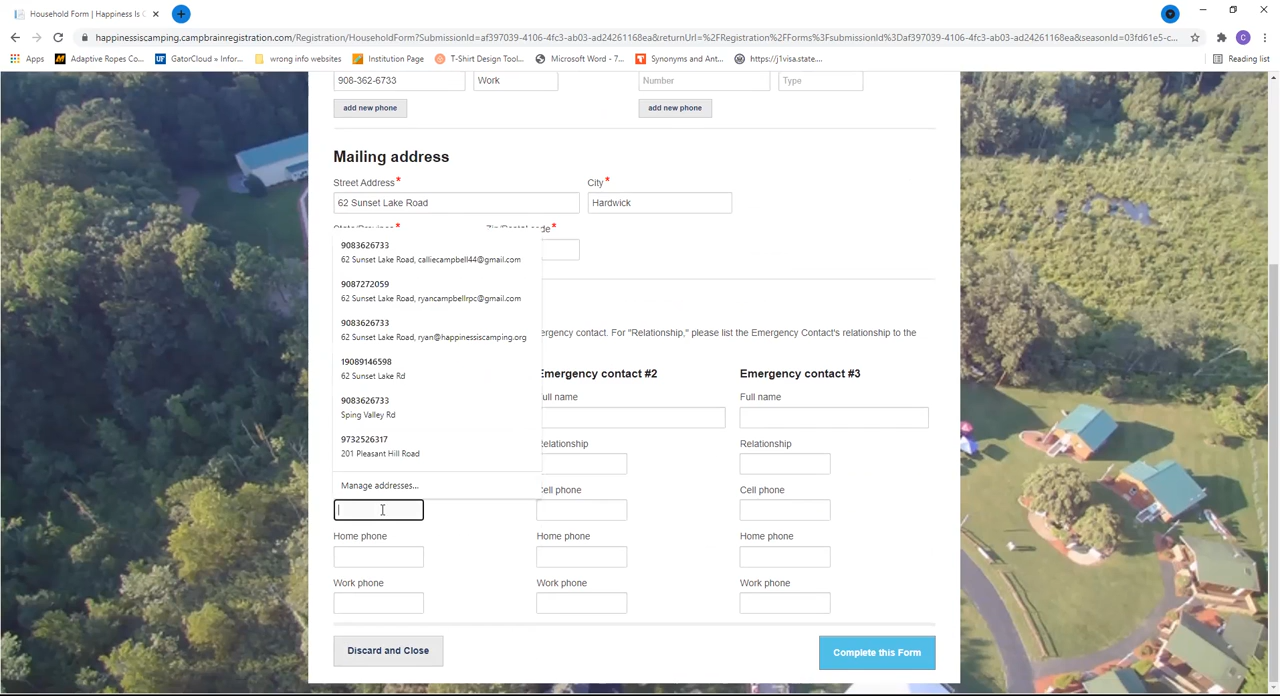 Household Form | Happiness Is C
happinessiscamping.campbrainregistration.com/Registration/HouseholdForm?SubmissionId=af397039-4106-4fc3-ab03-ad24261168ea&returnUrl=%2FRegistration%2FForms%3FsubmissionId%3Daf397039-4106-4fc3-ab03-ad24261168ea&seasonId=03fd61e5-c...
Apps Adaptive Ropes Co... GatorCloud » Infor... wrong info websites Institution Page T-Shirt Design Tool... Microsoft Word - 7... Synonyms and Ant... https://j1visa.state.... Reading list
908-362-6733 Work Number Type
add new phone add new phone
Mailing address
Street Address* City*
62 Sunset Lake Road Hardwick
9083626733
62 Sunset Lake Road, calliecampbell44@gmail.com
9087272059
62 Sunset Lake Road, ryancampbellrpc@gmail.com
9083626733
62 Sunset Lake Road, ryan@happinessiscamping.org
19089146598
62 Sunset Lake Rd
9083626733
Sping Valley Rd
9732526317
201 Pleasant Hill Road
Manage addresses...
ergency contact. For "Relationship," please list the Emergency Contact's relationship to the
Emergency contact #2 Emergency contact #3
Full name
Relationship Relationship
Cell phone Cell phone
Home phone Home phone Home phone
Work phone Work phone Work phone
Discard and Close Complete this Form